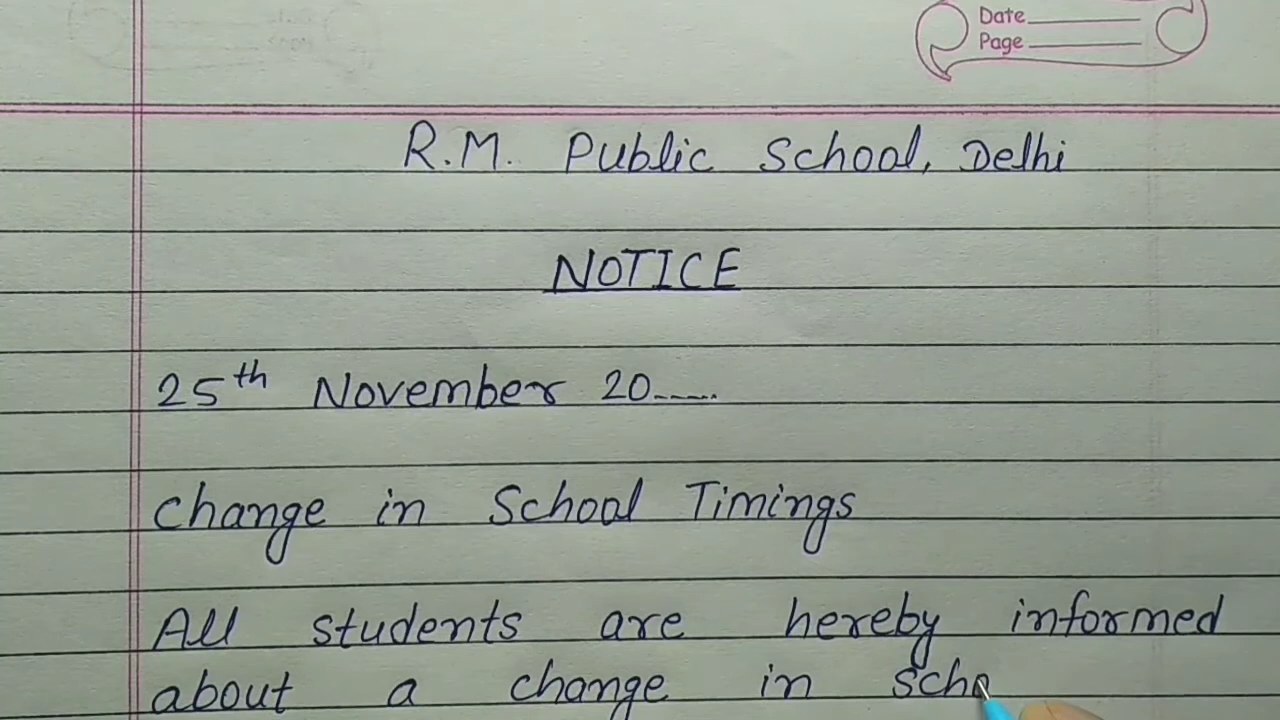 Date
Page
R.M. Public School, Delhi
NOTICE
25th November 20.....
Change in School Timings
All students are hereby informed
about a change in scho